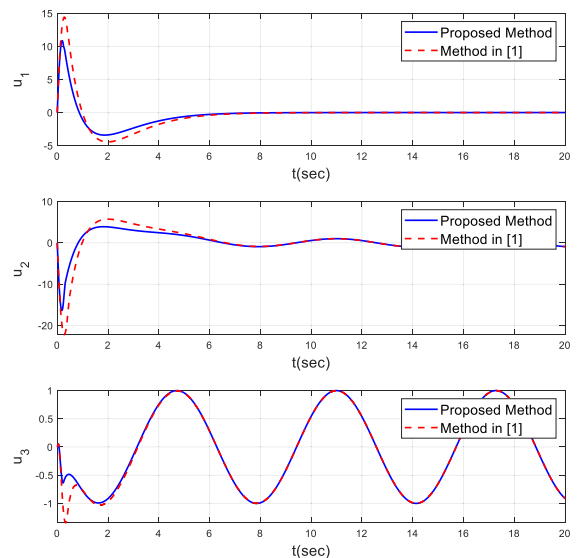 15
10
5
0
-5
u1
Proposed Method
Method in [1]
0 2 4 6 8 10 12 14 16 18 20
t(sec)
10
0
-10
-20
u2
Proposed Method
Method in [1]
0 2 4 6 8 10 12 14 16 18 20
t(sec)
1
0.5
0
-0.5
-1
u3
Proposed Method
Method in [1]
0 2 4 6 8 10 12 14 16 18 20
t(sec)